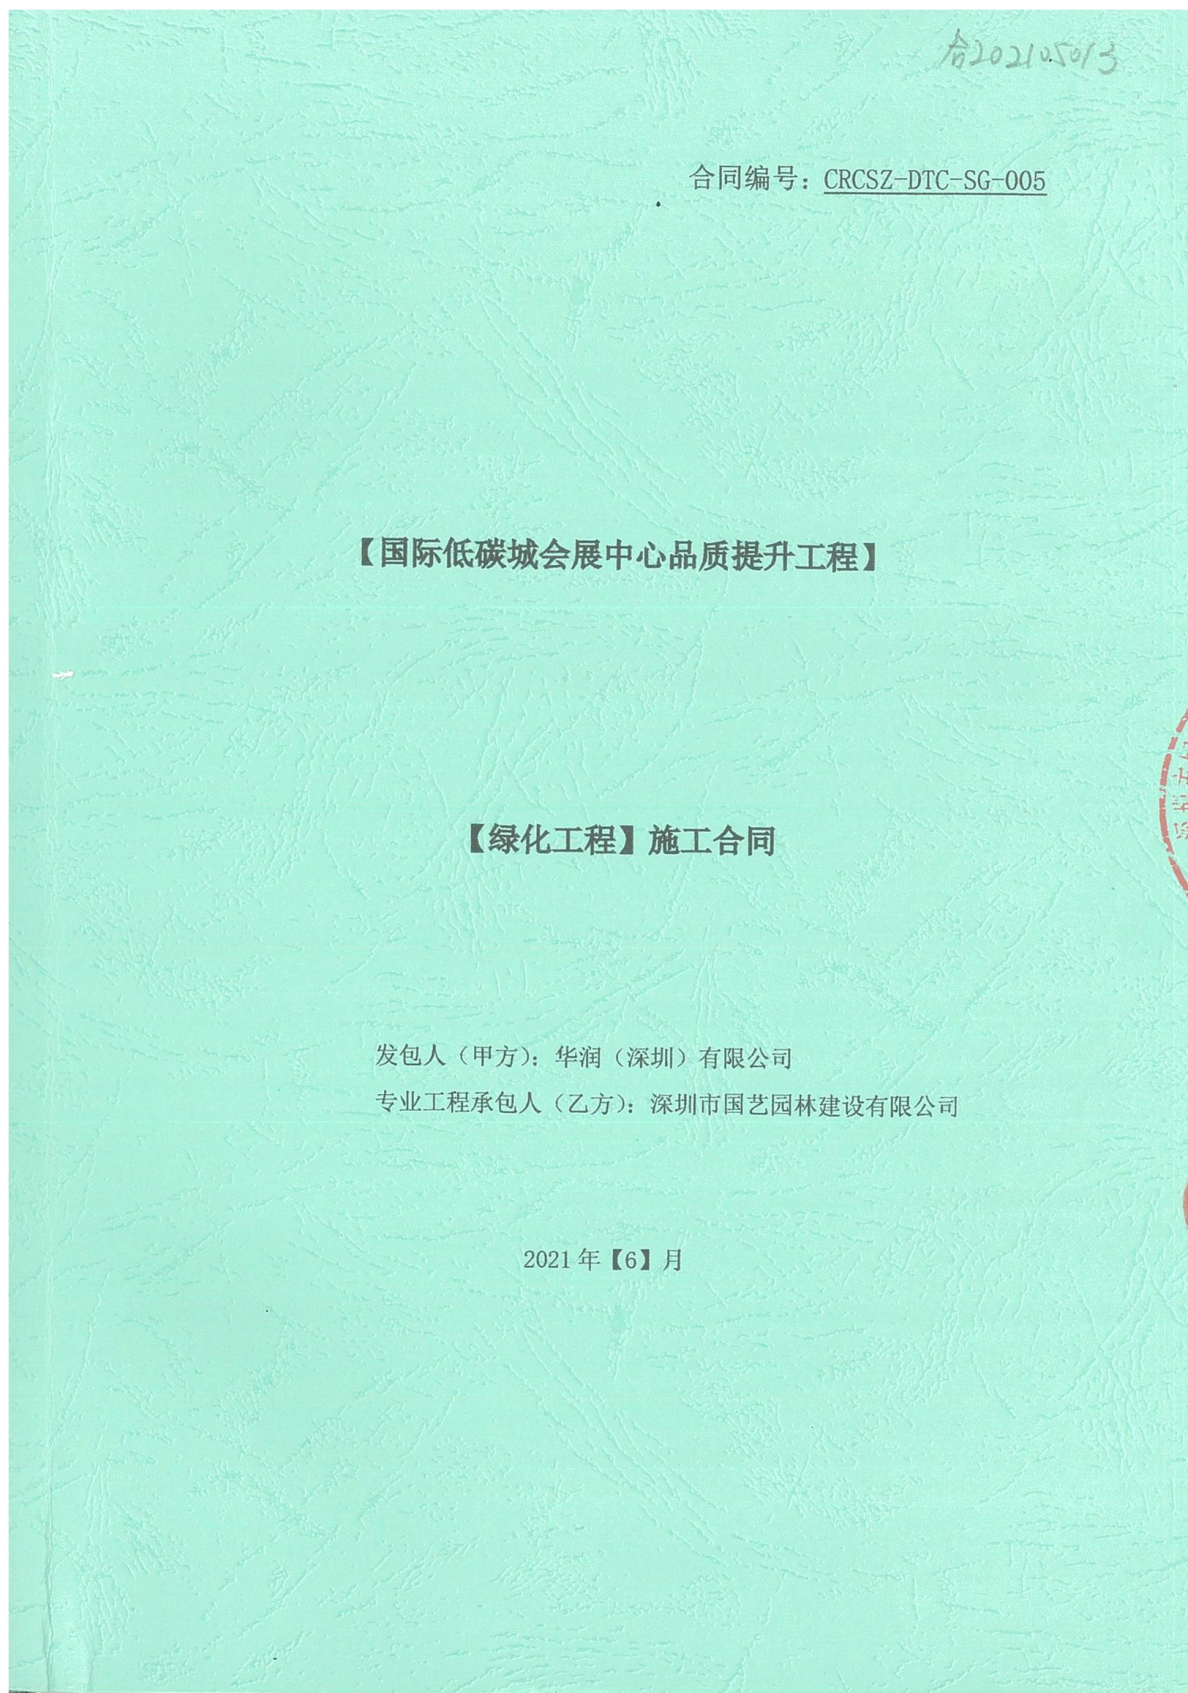 合202105013
合同编号：CRCSZ-DTC-SG-005
【国际低碳城会展中心品质提升工程】
【绿化工程】施工合同
发包人（甲方）：华润（深圳）有限公司
专业工程承包人（乙方）：深圳市国艺园林建设有限公司
2021年【6】月